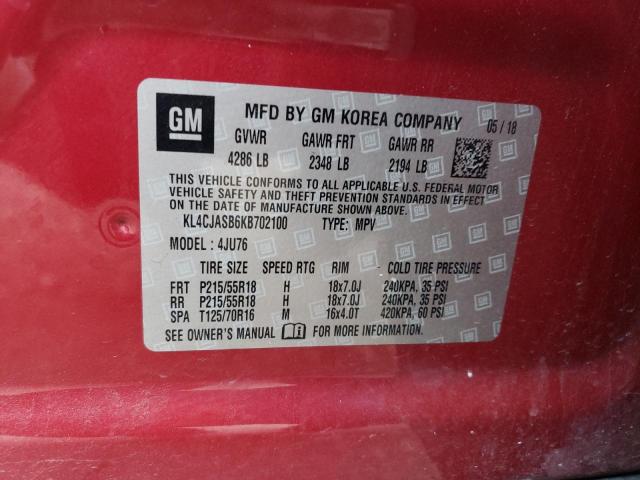 GM MFD BY GM KOREA COMPANY 05 / 18
GVWR GAWR FRT GAWR RR
4286 LB 2348 LB 2194 LB
THIS VEHICLE CONFORMS TO ALL APPLICABLE U.S. FEDERAL MOTOR
VEHICLE SAFETY AND THEFT PREVENTION STANDARDS IN EFFECT ON
THE DATE OF MANUFACTURE SHOWN ABOVE.
KL4CJASB6KB702100 TYPE: MPV
MODEL : 4JU76
TIRE SIZE SPEED RTG RIM COLD TIRE PRESSURE
FRT P215/55R18 H 18x7.0J 240KPA, 35 PSI
RR P215/55R18 H 18x7.0J 240KPA, 35 PSI
SPA T125/70R16 M 16x4.0T 420KPA, 60 PSI
SEE OWNER'S MANUAL FOR MORE INFORMATION.